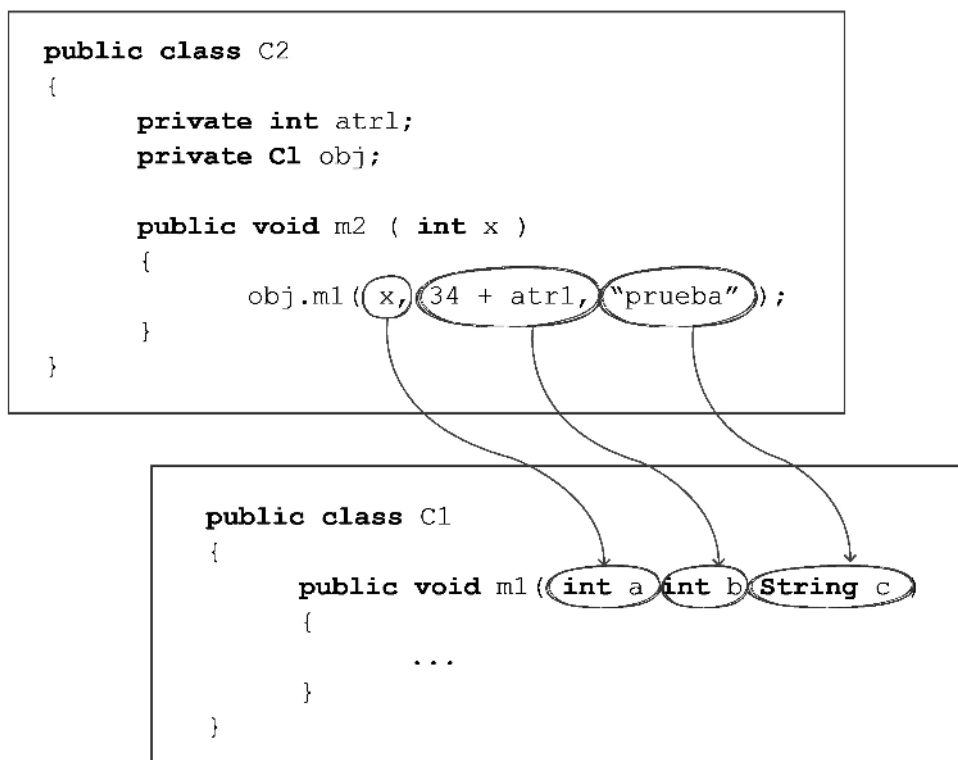 public class C2
{
private int atr1;
private C1 obj;
public void m2 ( int x )
{
obj.m1( x, 34 + atr1, “prueba” );
}
}
public class C1
{
public void m1( int a int b String c )
{
...
}
}